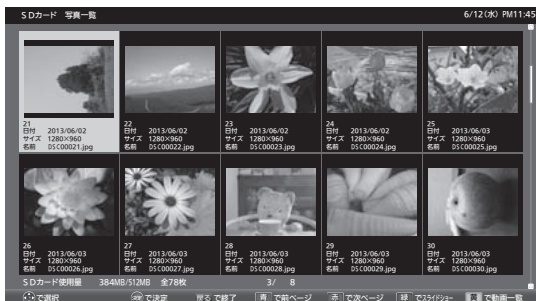 SDカード 写真一覧 6/12(水) PM11:45
21
日付 2013/06/02
サイズ 1280×960
名前 DSC00021.jpg
22
日付 2013/06/02
サイズ 1280×960
名前 DSC00022.jpg
23
日付 2013/06/02
サイズ 1280×960
名前 DSC00023.jpg
24
日付 2013/06/02
サイズ 1280×960
名前 DSC00024.jpg
25
日付 2013/06/03
サイズ 1280×960
名前 DSC00025.jpg
26
日付 2013/06/03
サイズ 1280×960
名前 DSC00026.jpg
27
日付 2013/06/03
サイズ 1280×960
名前 DSC00027.jpg
28
日付 2013/06/03
サイズ 1280×960
名前 DSC00028.jpg
29
日付 2013/06/03
サイズ 1280×960
名前 DSC00029.jpg
30
日付 2013/06/03
サイズ 1280×960
名前 DSC00030.jpg
SDカード使用量 384MB/512MB 全78枚 3/ 8
で選択 決定 で決定 戻る で終了 青 で前ページ 赤 で次ページ 緑 でスライドショー 黄 で動画一覧